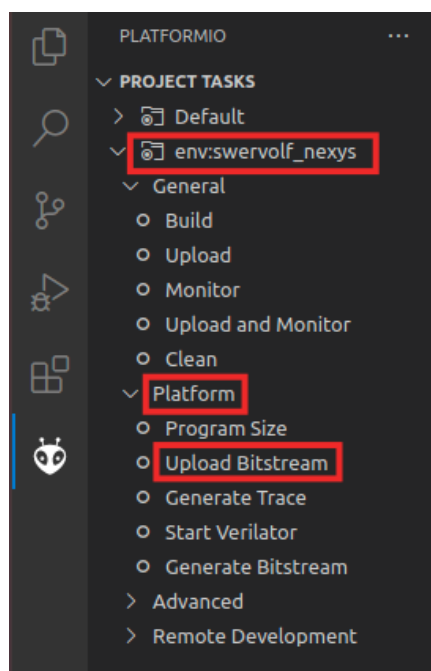 PLATFORMIO
PROJECT TASKS
Default
env:swervolf_nexys
General
Build
Upload
Monitor
Upload and Monitor
Clean
Platform
Program Size
Upload Bitstream
Generate Trace
Start Verilator
Generate Bitstream
Advanced
Remote Development